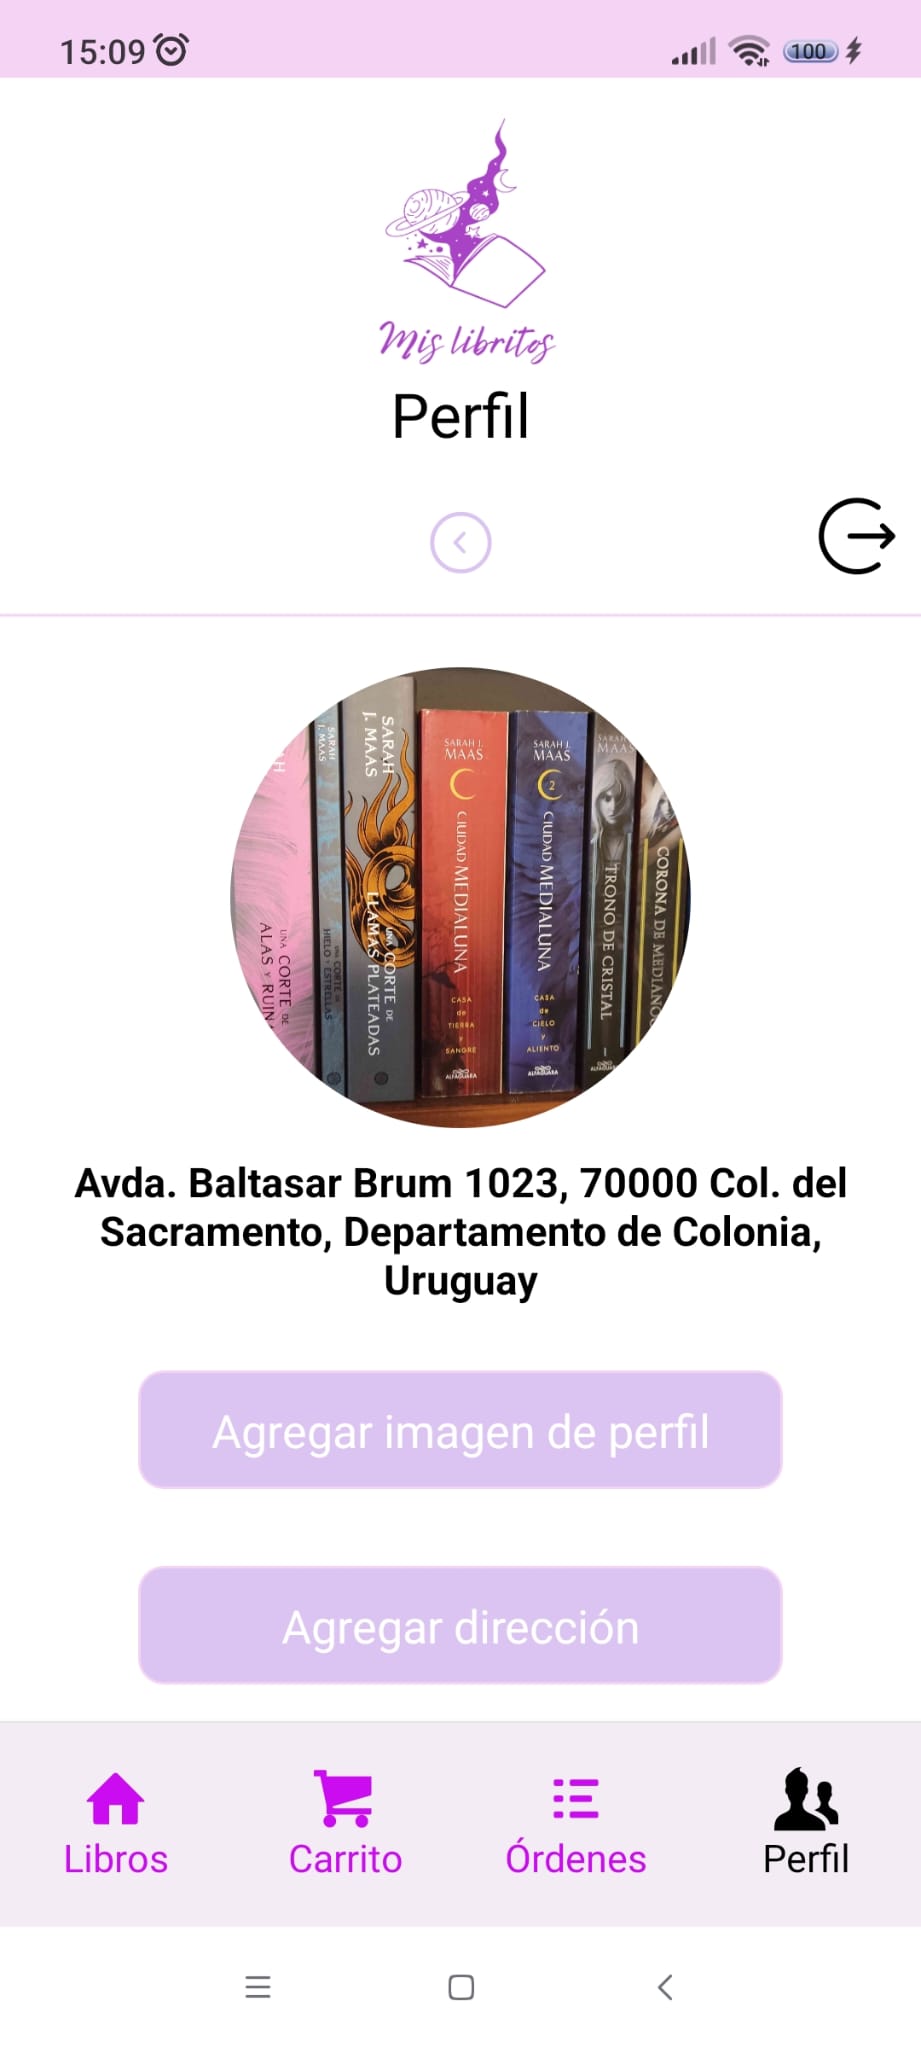 15:09
100
Mis libritos
Perfil
SARAH J. MAAS
UNA CORTE DE
ALAS Y RUIN
SARAH J. MAAS
UNA CORTE DE
HIELO Y ESTRELLAS
SARAH J. MAAS
UNA CORTE DE
LLAMAS PLATEADAS
SARAH J.
MAAS
CIUDAD MEDIALUNA
CASA
de
TIERRA
y
SANGRE
ALFAGUARA
SARAH J.
MAAS
2
CIUDAD MEDIALUNA
CASA
de
CIELO
y
ALIENTO
ALFAGUARA
SARAH
MAAS
TRONO DE CRISTAL
CORONA DE MEDIANOC
Avda. Baltasar Brum 1023, 70000 Col. del
Sacramento, Departamento de Colonia,
Uruguay
Agregar imagen de perfil
Agregar dirección
Libros
Carrito
Órdenes
Perfil